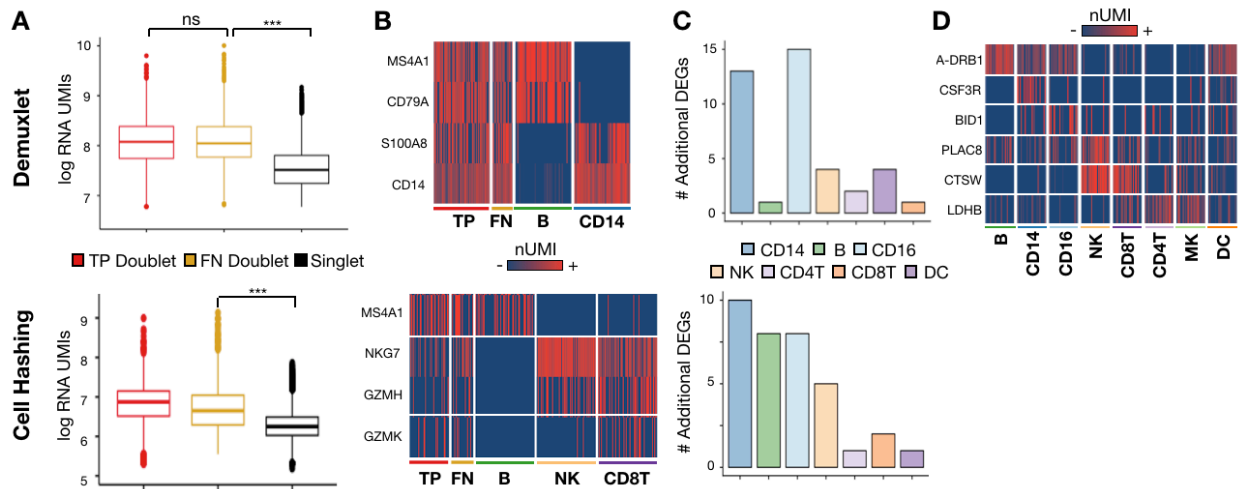 A
Demuxlet
log RNA UMIs
10
9
8
7
ns
***
TP Doublet FN Doublet Singlet
Cell Hashing
log RNA UMIs
9
8
7
6
5
***
B
MS4A1
CD79A
S100A8
CD14
TP FN B CD14
nUMI
- +
MS4A1
NKG7
GZMH
GZMK
TP FN B NK CD8T
C
# Additional DEGs
15
10
5
0
CD14 B CD16
NK CD4T CD8T DC
# Additional DEGs
10
5
0
D
nUMI
- +
A-DRB1
CSF3R
BID1
PLAC8
CTSW
LDHB
B CD14 CD16 NK CD8T CD4T MK DC